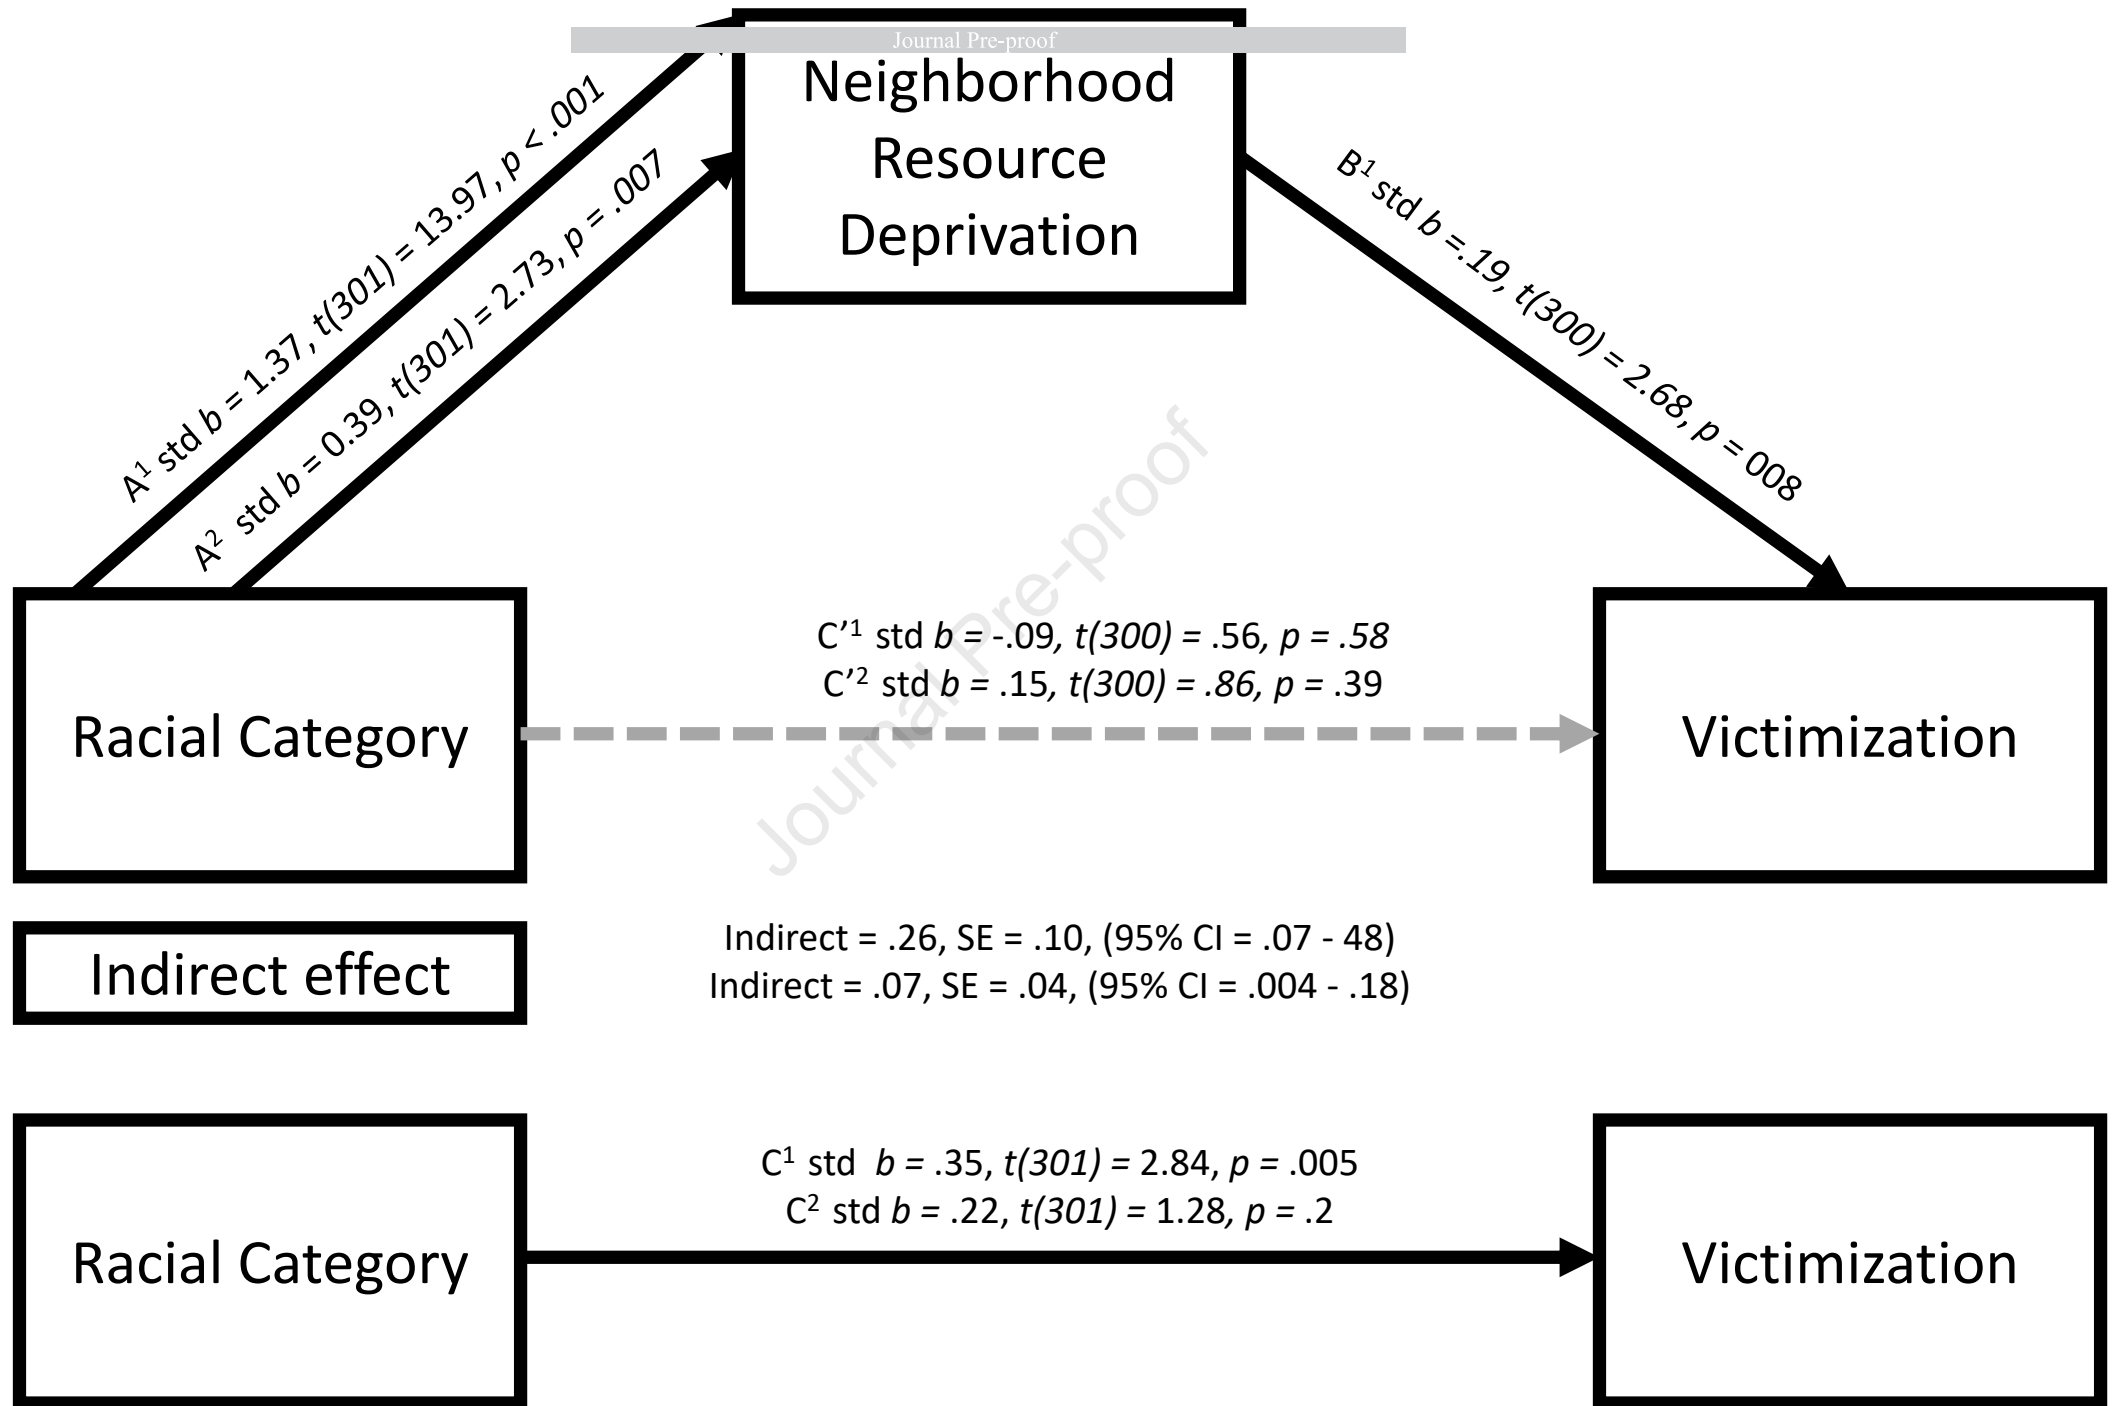 Journal Pre-proof
Neighborhood
Resource
Deprivation
A¹ std b = 1.37, t(301) = 13.97, p < .001
A² std b = 0.39, t(301) = 2.73, p = .007
B¹ std b =.19, t(300) = 2.68, p = 008
C’¹ std b = -.09, t(300) = .56, p = .58
C’² std b = .15, t(300) = .86, p = .39
Racial Category
Victimization
Journal Pre-proof
Indirect effect
Indirect = .26, SE = .10, (95% CI = .07 - 48)
Indirect = .07, SE = .04, (95% CI = .004 - .18)
C¹ std b = .35, t(301) = 2.84, p = .005
C² std b = .22, t(301) = 1.28, p = .2
Racial Category
Victimization